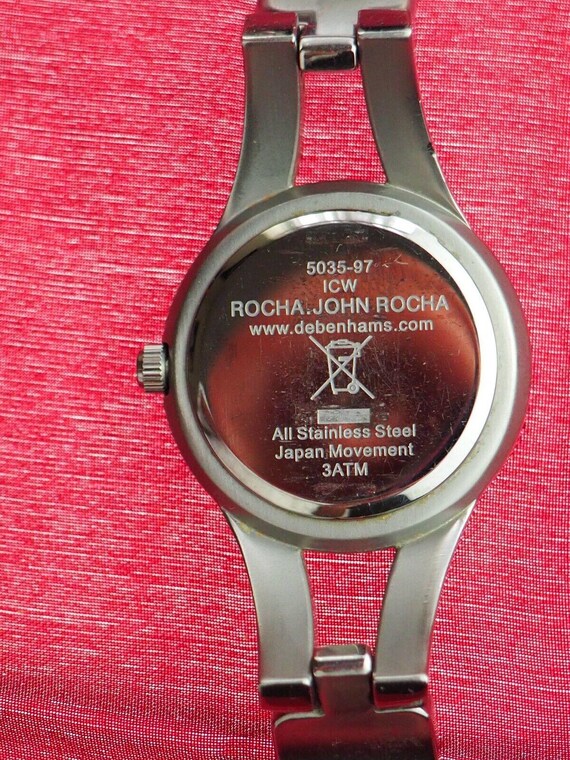 5035-97
ICW
ROCHA.JOHN ROCHA
www.debenhams.com
All Stainless Steel
Japan Movement
3ATM